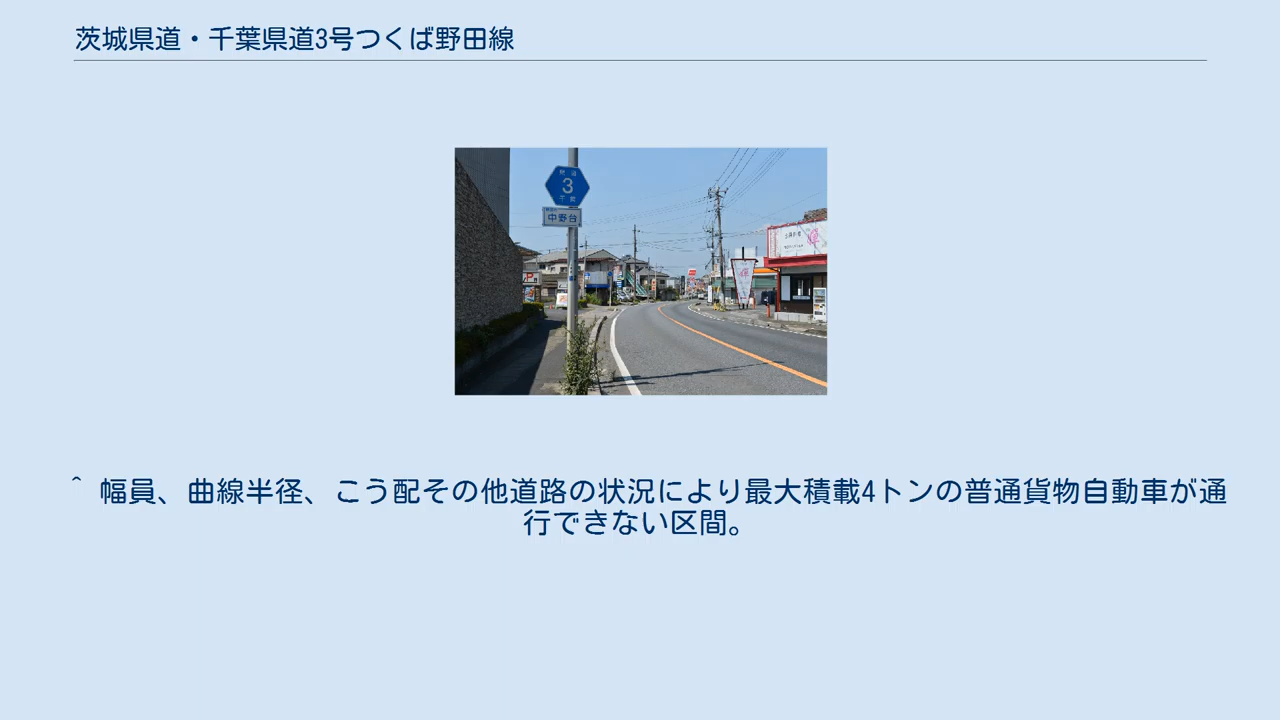 茨城県道・千葉県道3号つくば野田線
3
中野台
^ 幅員、曲線半径、こう配その他道路の状況により最大積載4トンの普通貨物自動車が通
行できない区間。